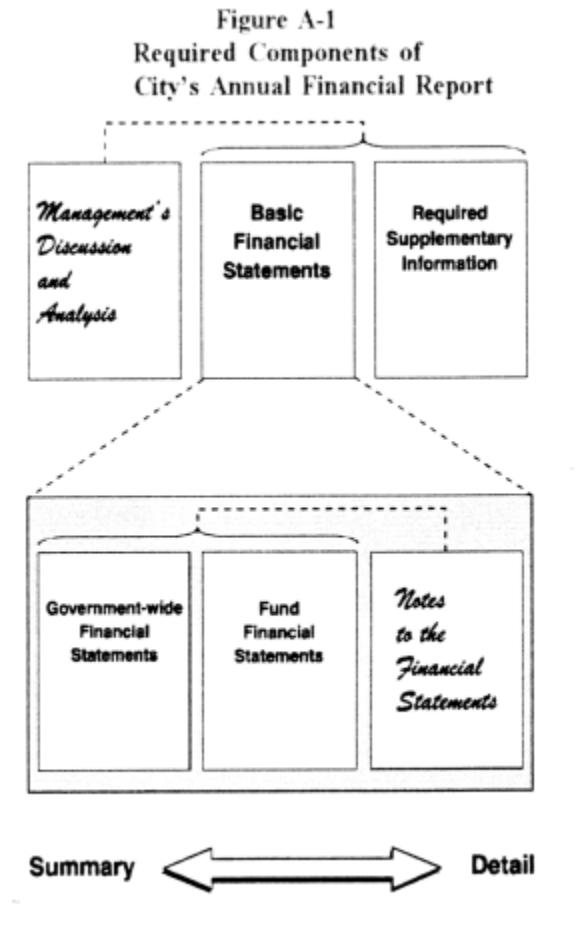 Figure A-1
Required Components of
City's Annual Financial Report
Management's
Discussion
and
Analysis
Basic
Financial
Statements
Required
Supplementary
Information
Government-wide
Financial
Statements
Fund
Financial
Statements
Notes
to the
Financial
Statements
Summary
Detail